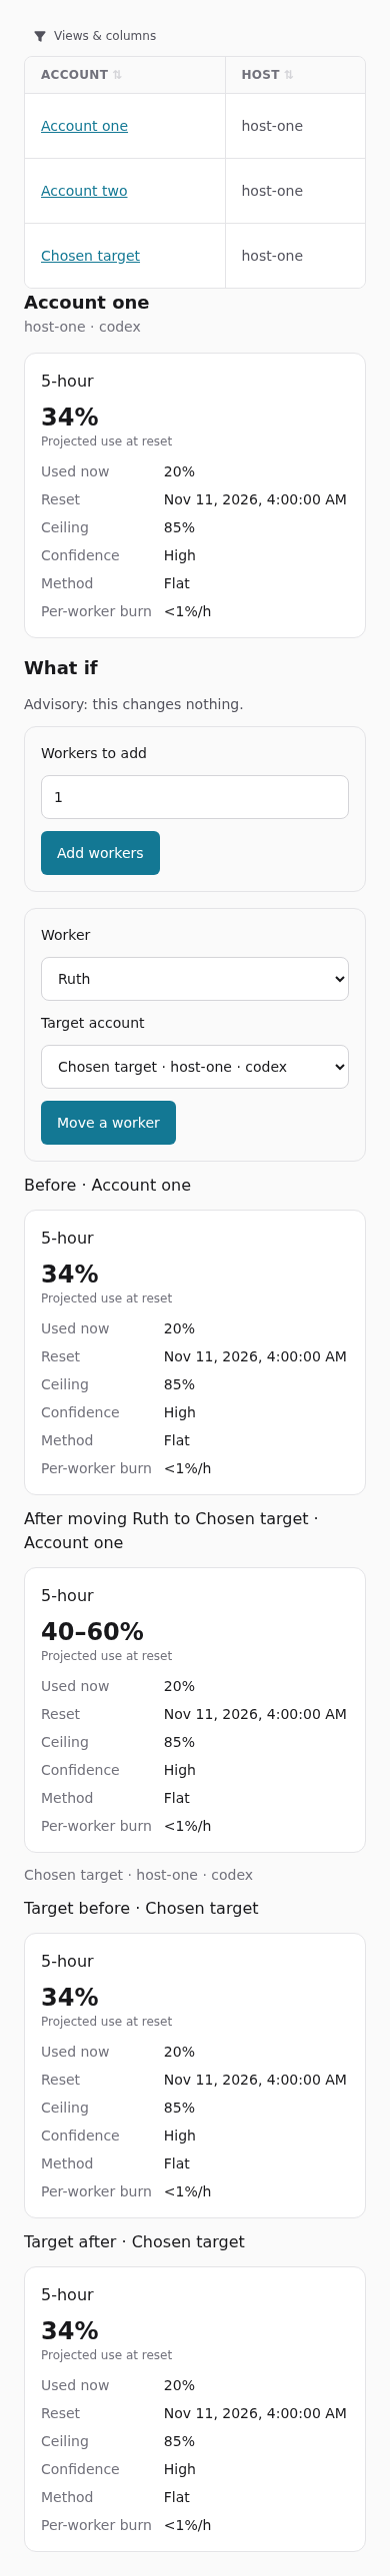 Views & columns
ACCOUNT ⇅ HOST ⇅
Account one host-one
Account two host-one
Chosen target host-one
Account one
host-one · codex
5-hour
34%
Projected use at reset
Used now 20%
Reset Nov 11, 2026, 4:00:00 AM
Ceiling 85%
Confidence High
Method Flat
Per-worker burn <1%/h
What if
Advisory: this changes nothing.
Workers to add
1
Add workers
Worker
Ruth
Target account
Chosen target · host-one · codex
Move a worker
Before · Account one
5-hour
34%
Projected use at reset
Used now 20%
Reset Nov 11, 2026, 4:00:00 AM
Ceiling 85%
Confidence High
Method Flat
Per-worker burn <1%/h
After moving Ruth to Chosen target ·
Account one
5-hour
40–60%
Projected use at reset
Used now 20%
Reset Nov 11, 2026, 4:00:00 AM
Ceiling 85%
Confidence High
Method Flat
Per-worker burn <1%/h
Chosen target · host-one · codex
Target before · Chosen target
5-hour
34%
Projected use at reset
Used now 20%
Reset Nov 11, 2026, 4:00:00 AM
Ceiling 85%
Confidence High
Method Flat
Per-worker burn <1%/h
Target after · Chosen target
5-hour
34%
Projected use at reset
Used now 20%
Reset Nov 11, 2026, 4:00:00 AM
Ceiling 85%
Confidence High
Method Flat
Per-worker burn <1%/h